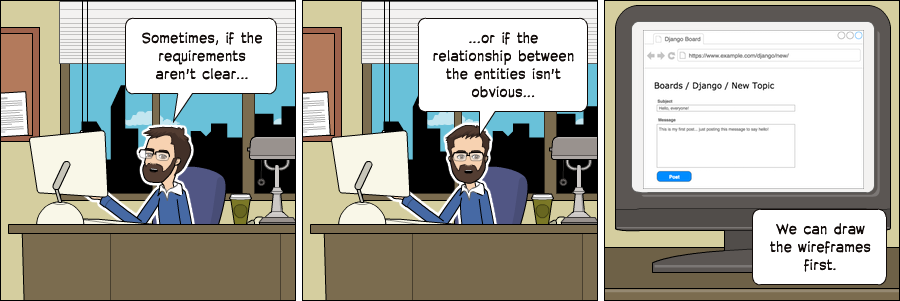 Sometimes, if the
requirements
aren't clear...
...or if the
relationship between
the entities isn't
obvious...
Django Board
https://www.example.com/django/new/
Boards / Django / New Topic
Subject
Hello, everyone!
Message
This is my first post... just posting this message to say hello!
Post
We can draw
the wireframes
first.